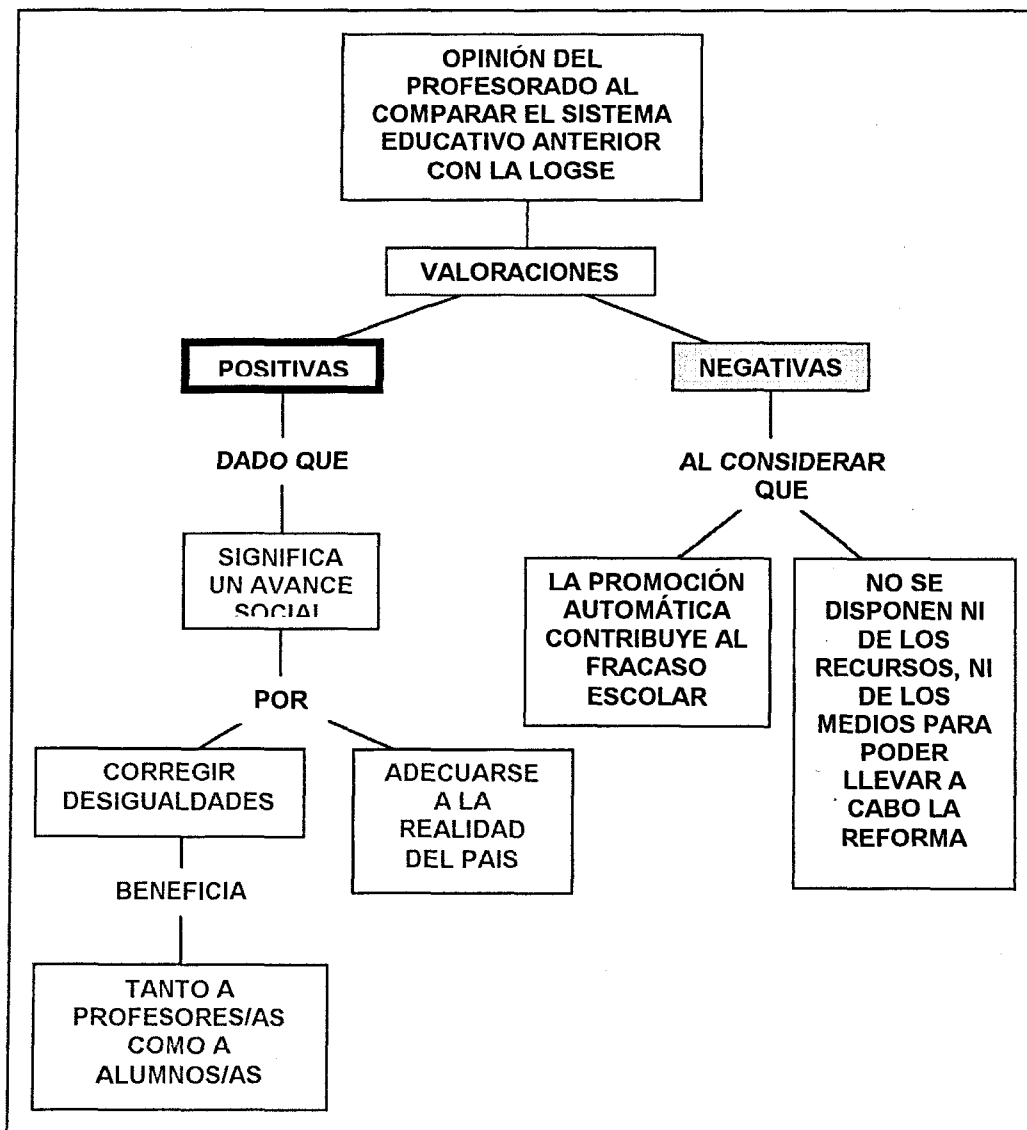 OPINIÓN DEL
PROFESORADO AL
COMPARAR EL SISTEMA
EDUCATIVO ANTERIOR
CON LA LOGSE
VALORACIONES
POSITIVAS
NEGATIVAS
DADO QUE
AL CONSIDERAR
QUE
SIGNIFICA
UN AVANCE
SOCIAL
LA PROMOCIÓN
AUTOMÁTICA
CONTRIBUYE AL
FRACASO
ESCOLAR
NO SE
DISPONEN NI
DE LOS
RECURSOS, NI
DE LOS
MEDIOS PARA
PODER
LLEVAR A
CABO LA
REFORMA
POR
CORREGIR
DESIGUALDADES
ADECUARSE
A LA
REALIDAD
DEL PAIS
BENEFICIA
TANTO A
PROFESORES/AS
COMO A
ALUMNOS/AS